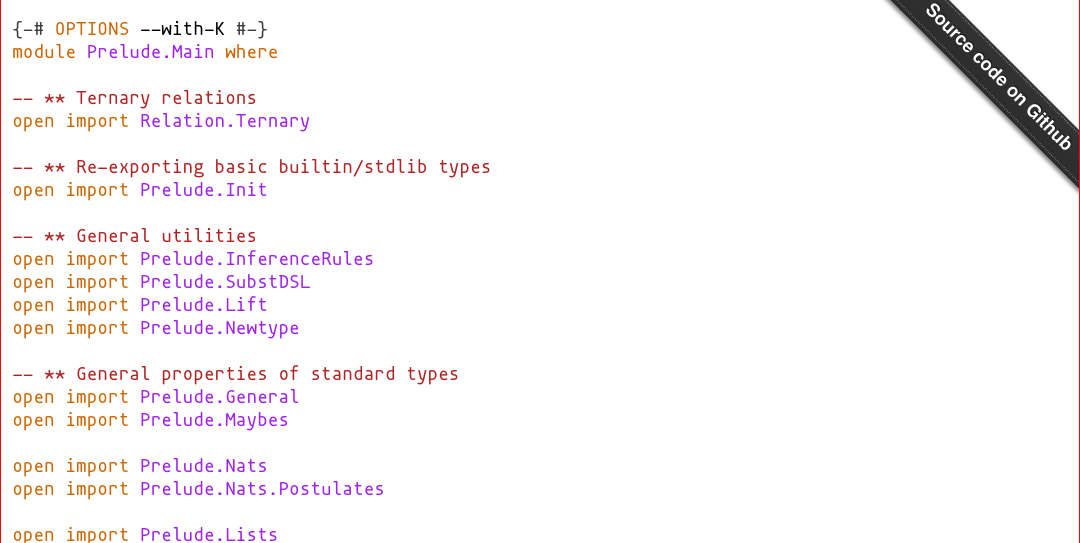 {-# OPTIONS --with-K #-}
module Prelude.Main where
-- ** Ternary relations
open import Relation.Ternary
-- ** Re-exporting basic builtin/stdlib types
open import Prelude.Init
-- ** General utilities
open import Prelude.InferenceRules
open import Prelude.SubstDSL
open import Prelude.Lift
open import Prelude.Newtype
-- ** General properties of standard types
open import Prelude.General
open import Prelude.Maybes
open import Prelude.Nats
open import Prelude.Nats.Postulates
open import Prelude.Lists
Source code on Github